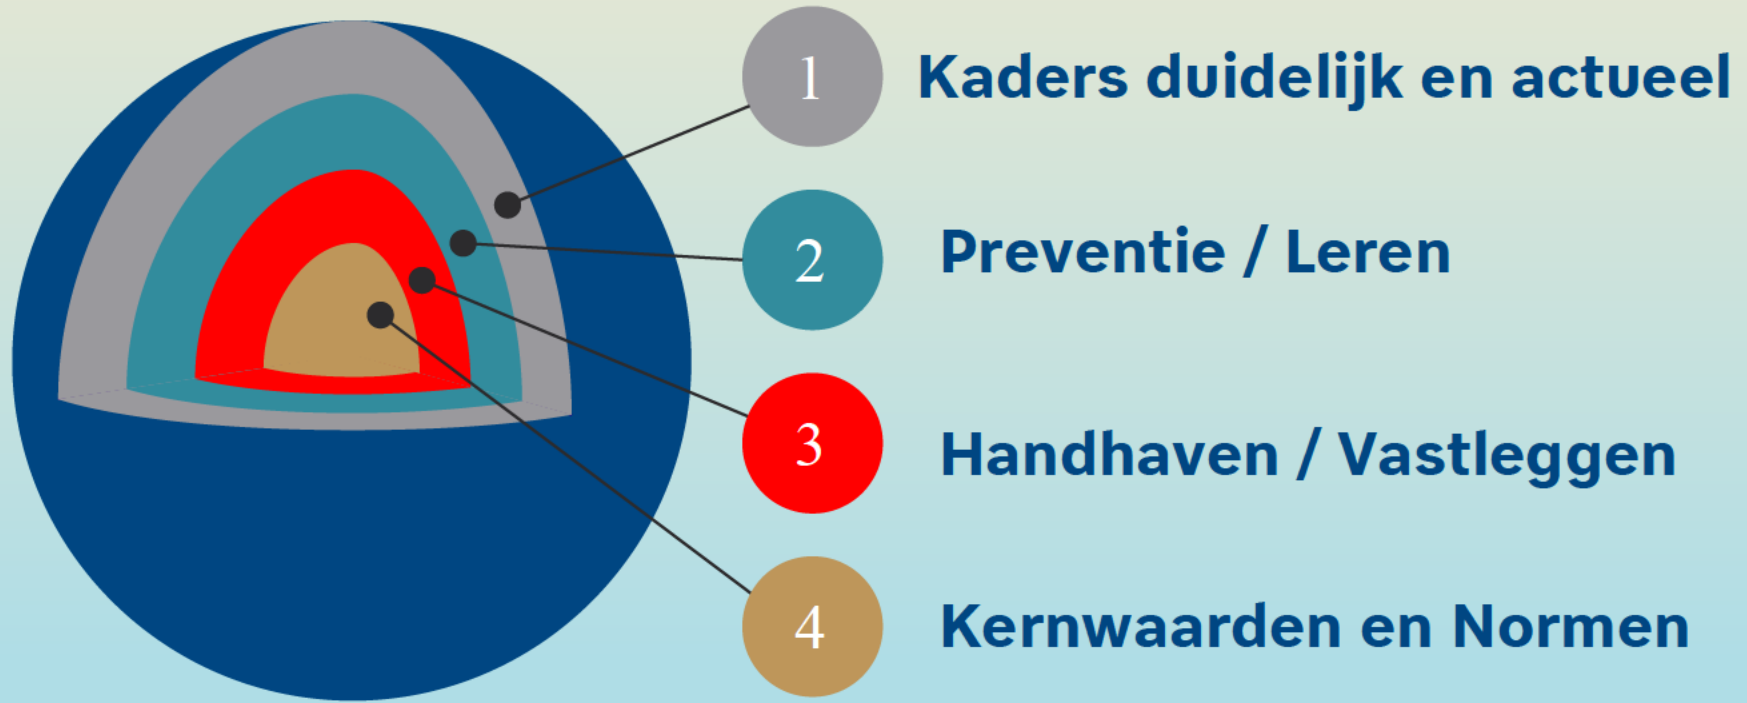 1 Kaders duidelijk en actueel
2 Preventie / Leren
3 Handhaven / Vastleggen
4 Kernwaarden en Normen